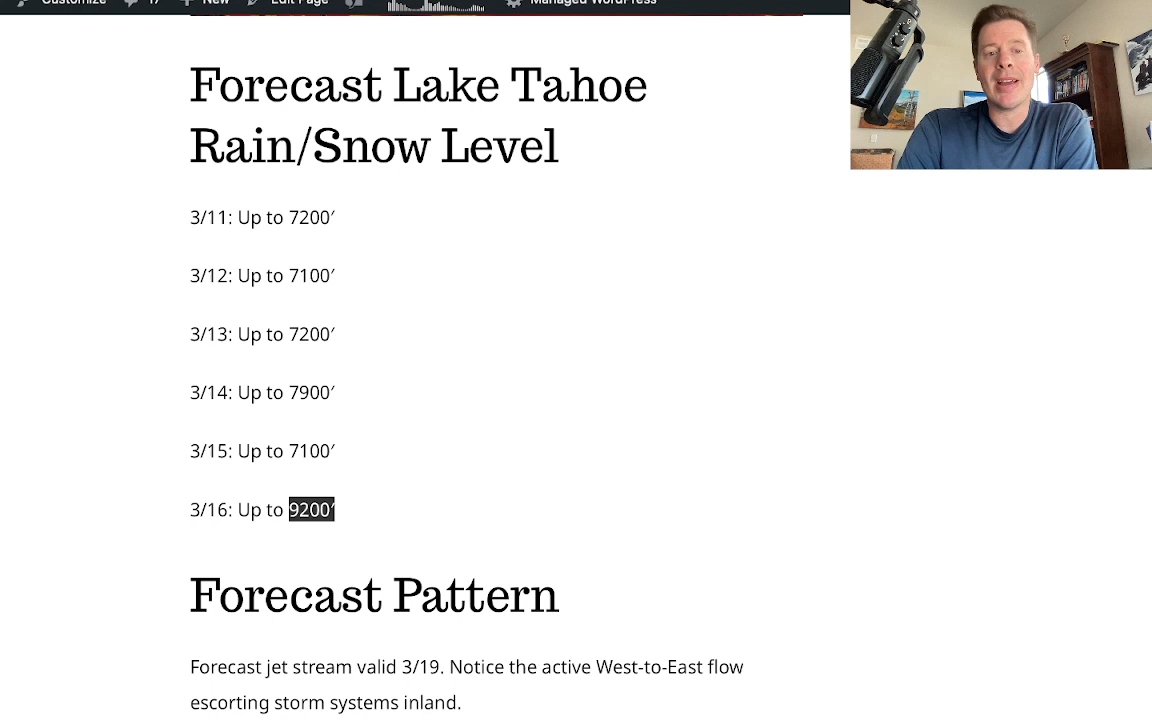 Customize 17 New Edit Page Managed WordPress
Forecast Lake Tahoe
Rain/Snow Level
3/11: Up to 7200′
3/12: Up to 7100′
3/13: Up to 7200′
3/14: Up to 7900′
3/15: Up to 7100′
3/16: Up to 9200′
Forecast Pattern
Forecast jet stream valid 3/19. Notice the active West-to-East flow
escorting storm systems inland.